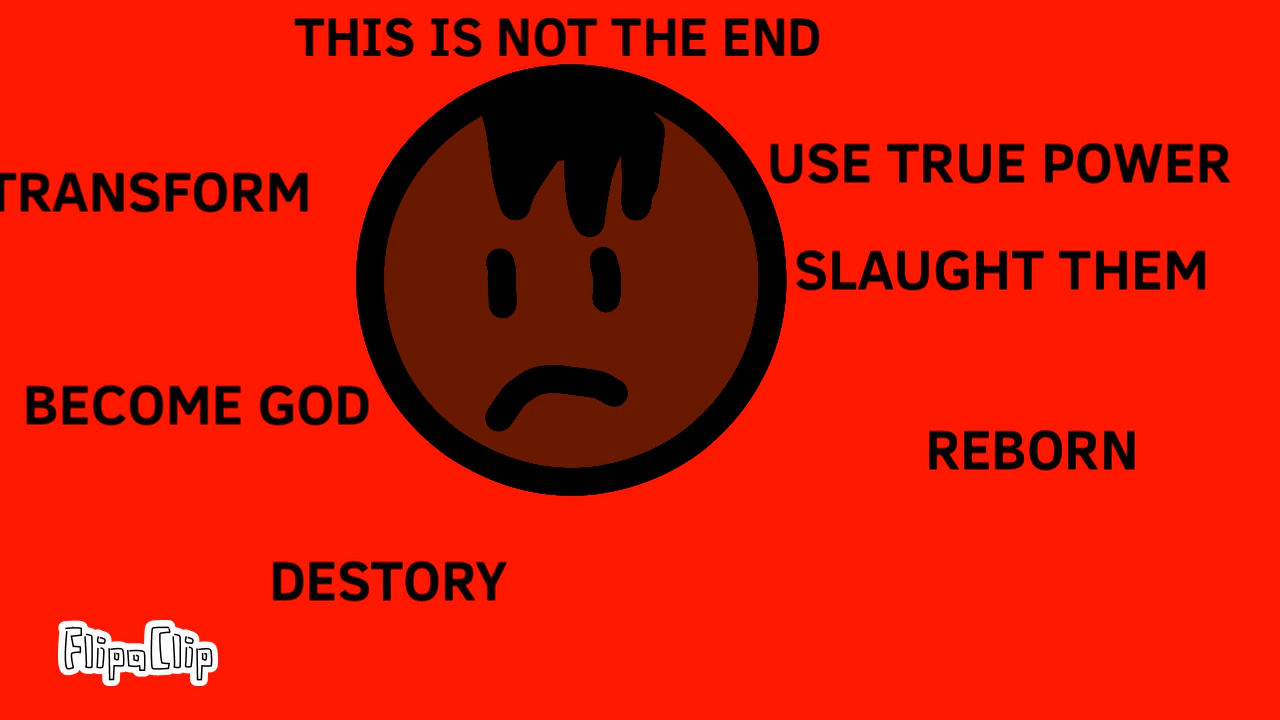 THIS IS NOT THE END
USE TRUE POWER
TRANSFORM
SLAUGHT THEM
BECOME GOD
REBORN
DESTORY
FlipaClip